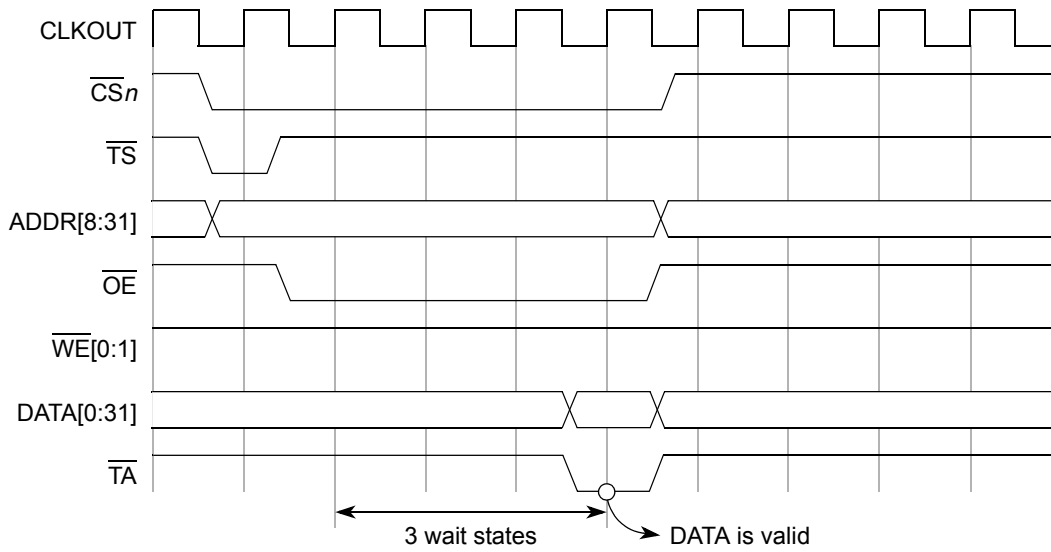 CLKOUT
CSn
TS
ADDR[8:31]
OE
WE[0:1]
DATA[0:31]
TA
3 wait states
DATA is valid